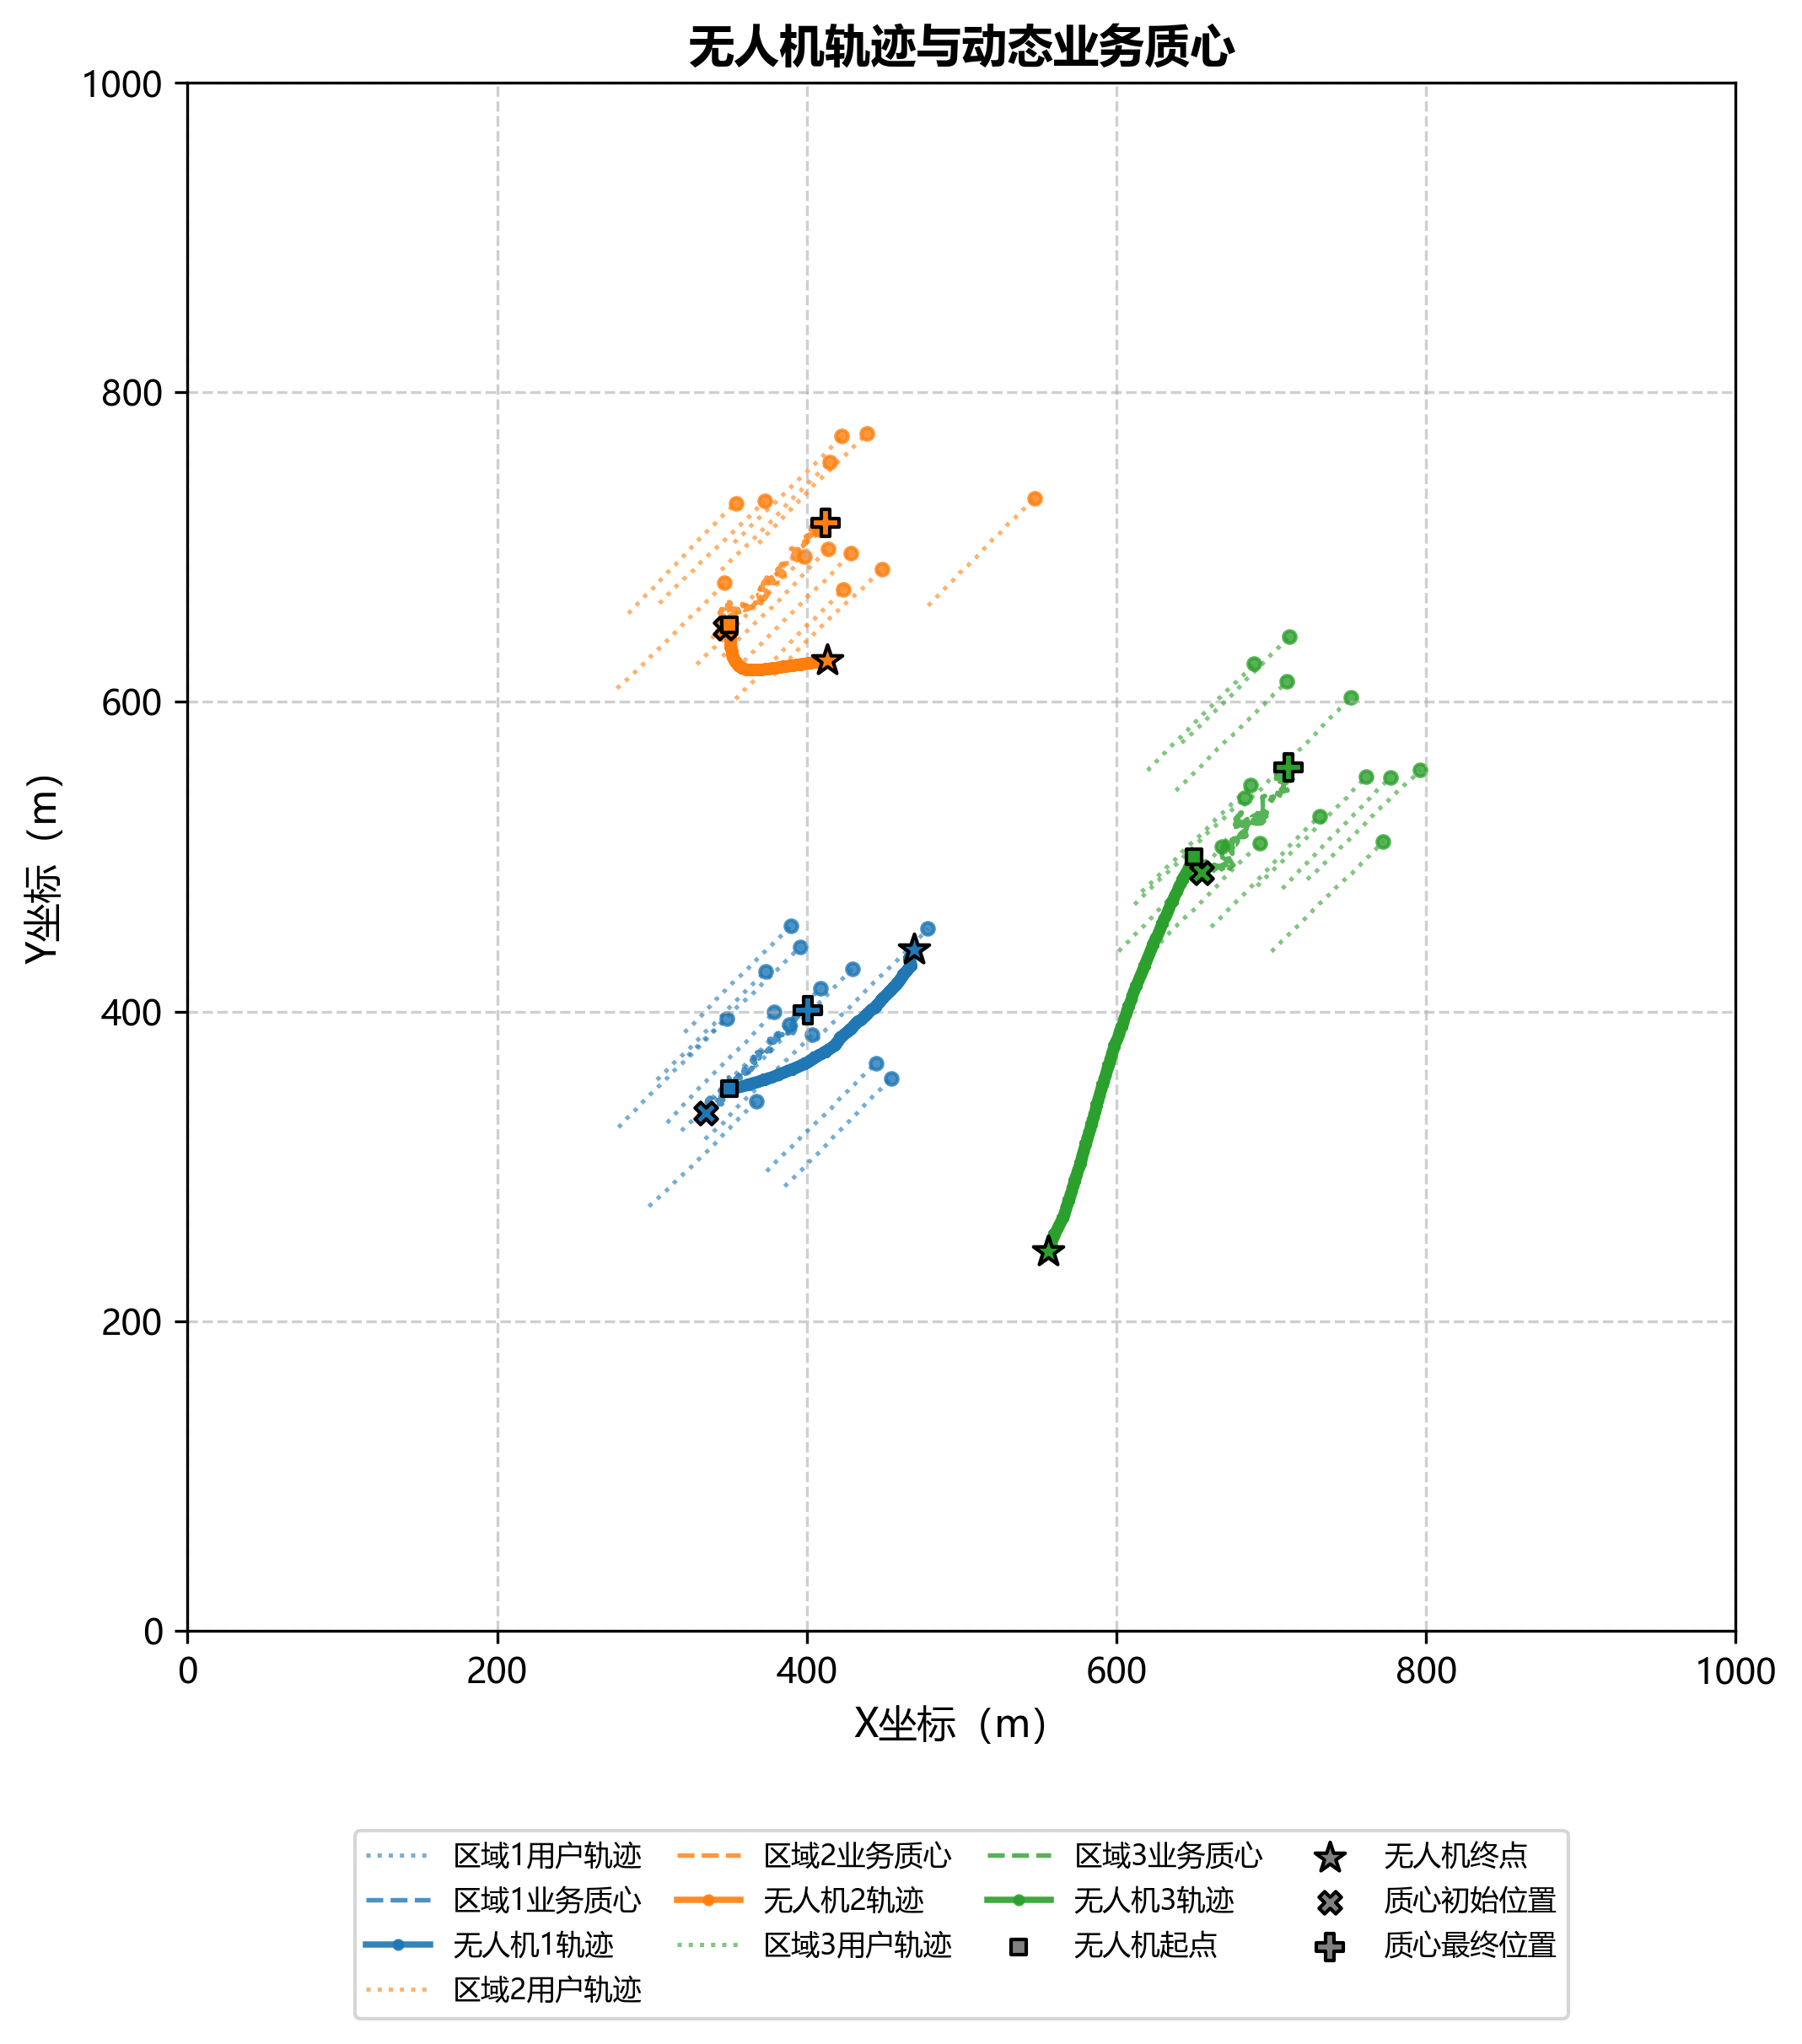 无人机轨迹与动态业务质心
1000
800
600
400
200
0
Y坐标（m）
0 200 400 600 800 1000
X坐标（m）
区域1用户轨迹
区域1业务质心
无人机1轨迹
区域2用户轨迹
区域2业务质心
无人机2轨迹
区域3用户轨迹
区域3业务质心
无人机3轨迹
无人机起点
无人机终点
质心初始位置
质心最终位置